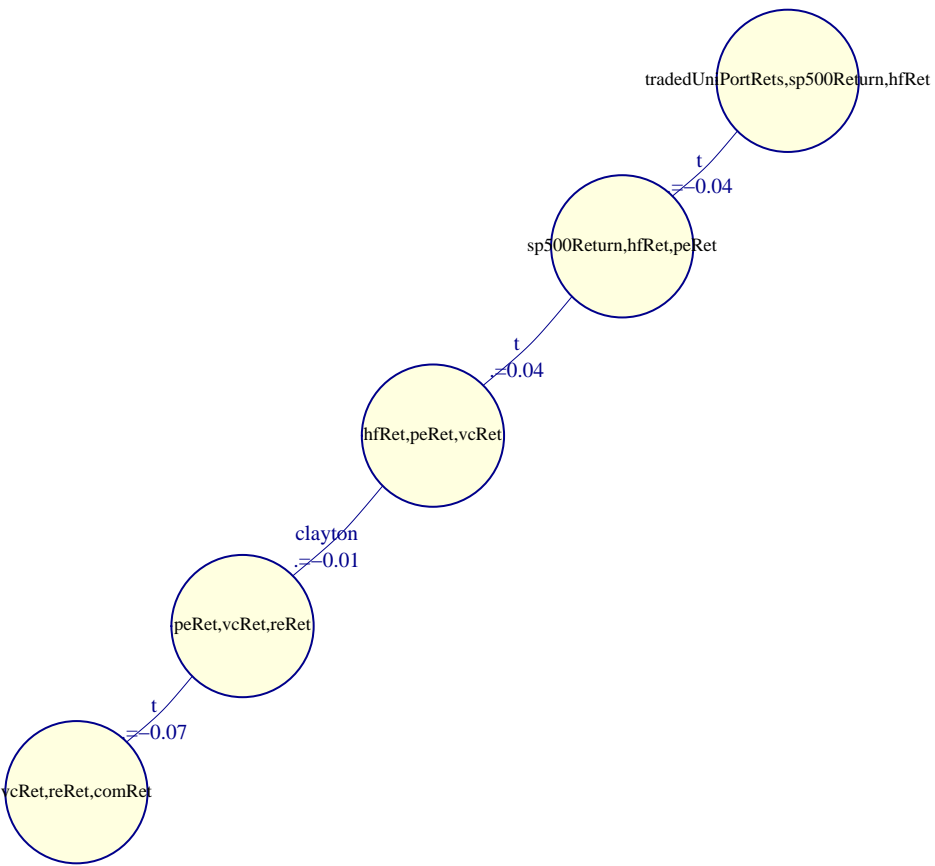 tradedUniPortRets,sp500Return,hfRet
t
.=−0.04
sp500Return,hfRet,peRet
t
.=0.04
hfRet,peRet,vcRet
clayton
.=−0.01
peRet,vcRet,reRet
t
.=−0.07
vcRet,reRet,comRet